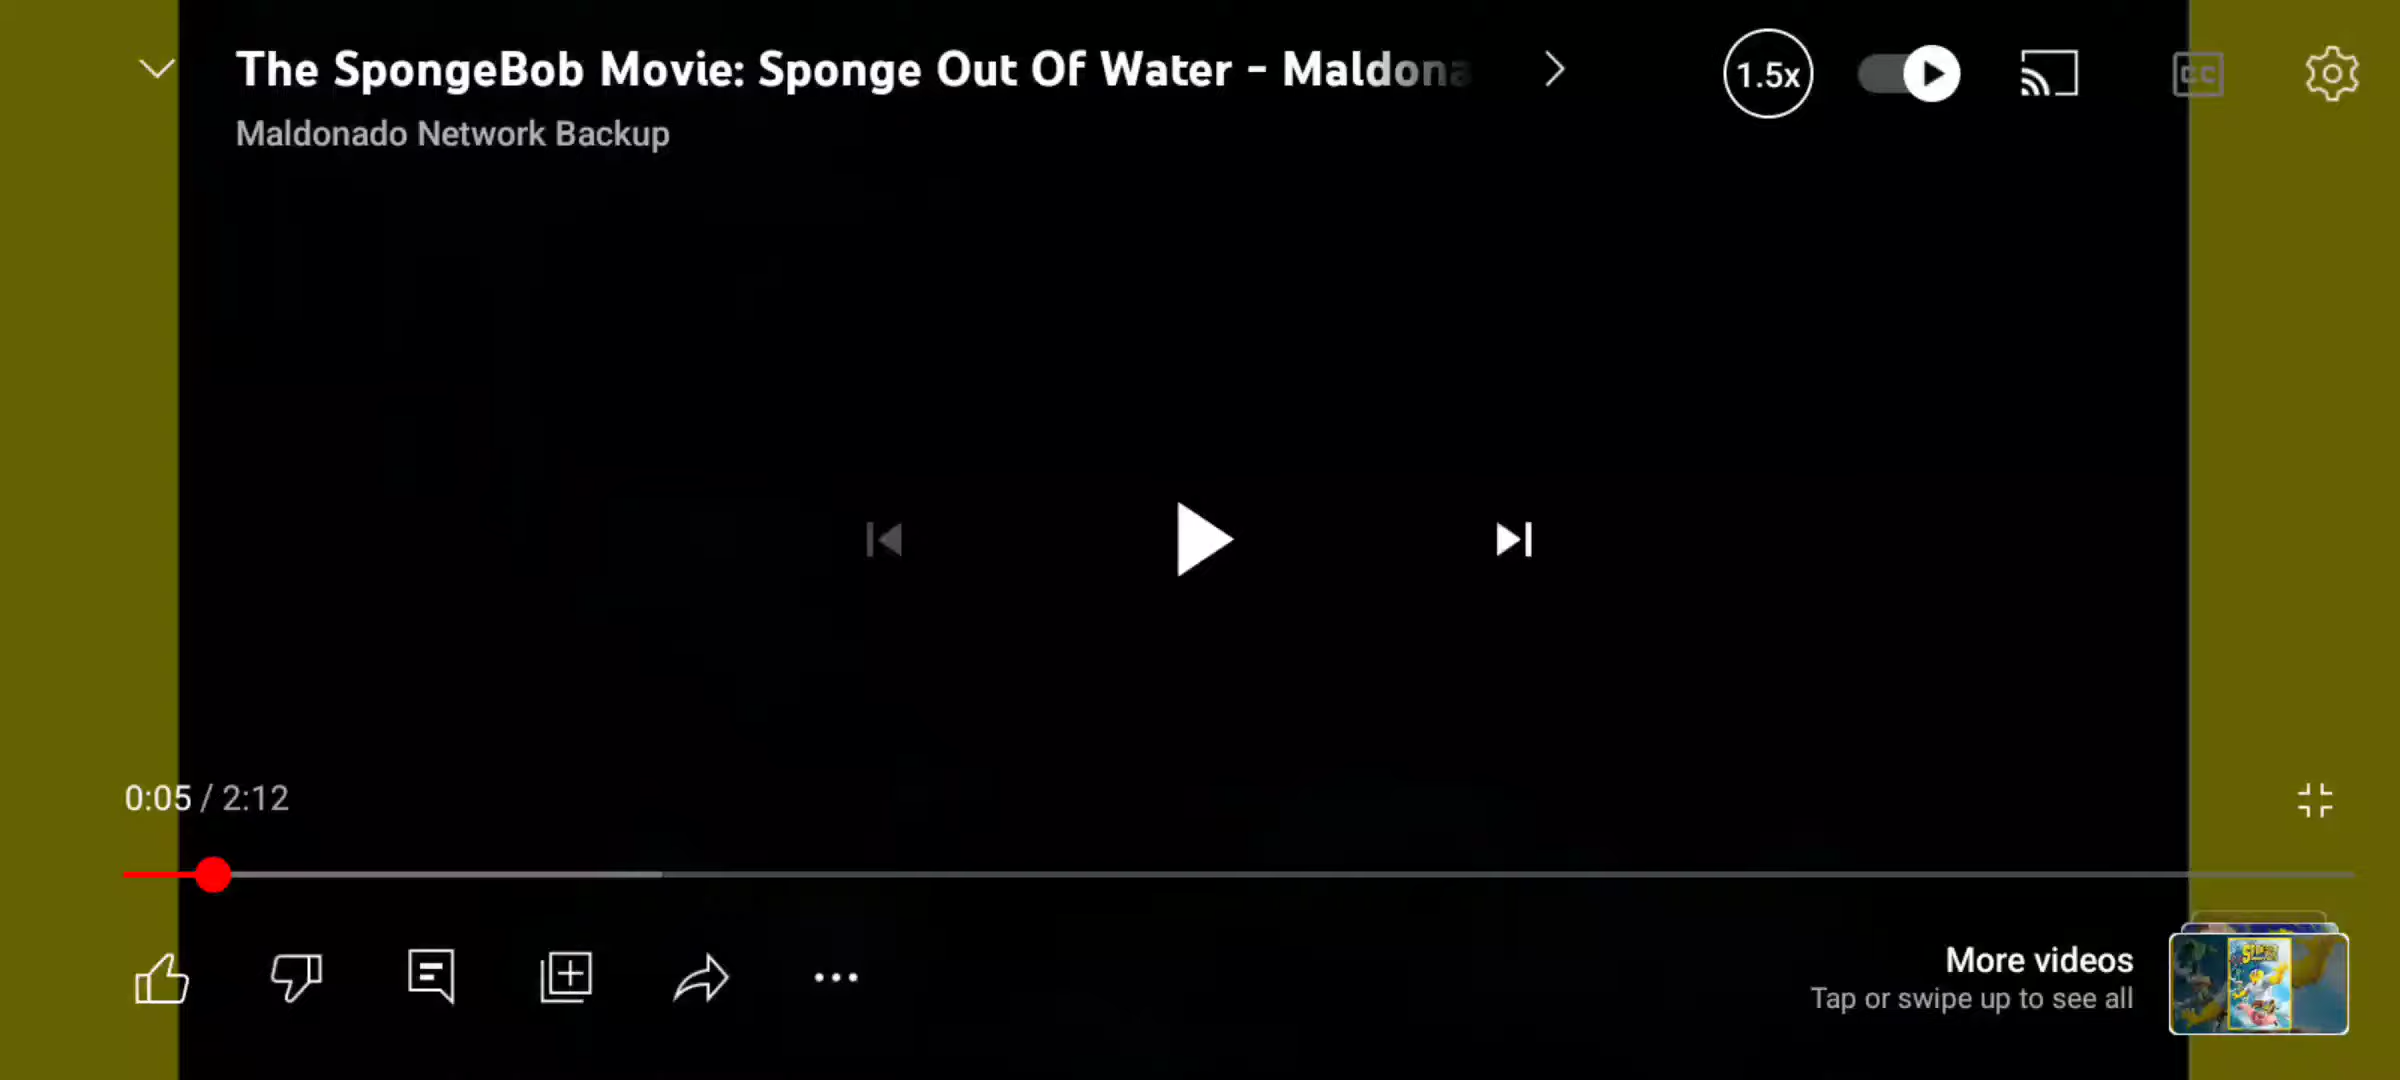 The SpongeBob Movie: Sponge Out Of Water - Maldona
1.5x
CC
Maldonado Network Backup
0:05 / 2:12
More videos
Tap or swipe up to see all